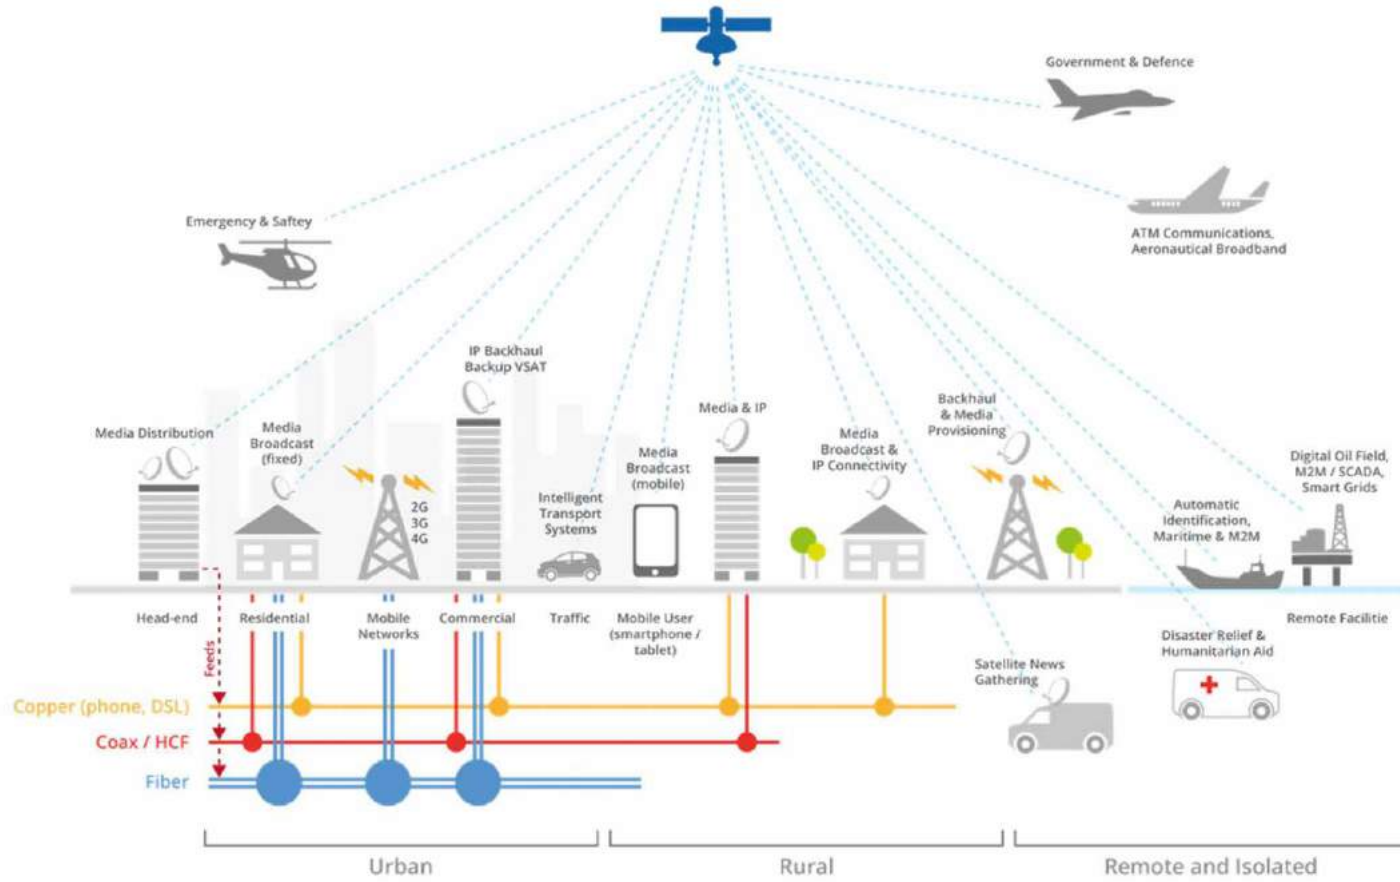 Government & Defence
ATM Communications,
Aeronautical Broadband
Emergency & Saftey
IP Backhaul
Backup VSAT
Media Distribution
Media
Broadcast
(fixed)
2G
3G
4G
Intelligent
Transport
Systems
Media
Broadcast
(mobile)
Media & IP
Media
Broadcast &
IP Connectivity
Backhaul
& Media
Provisioning
Automatic
Identification,
Maritime & M2M
Digital Oil Field,
M2M / SCADA,
Smart Grids
Head-end
Residential
Mobile
Networks
Commercial
Traffic
Mobile User
(smartphone /
tablet)
Remote Facilitie
Satellite News
Gathering
Disaster Relief &
Humanitarian Aid
Feeds
Copper (phone, DSL)
Coax / HCF
Fiber
Urban
Rural
Remote and Isolated